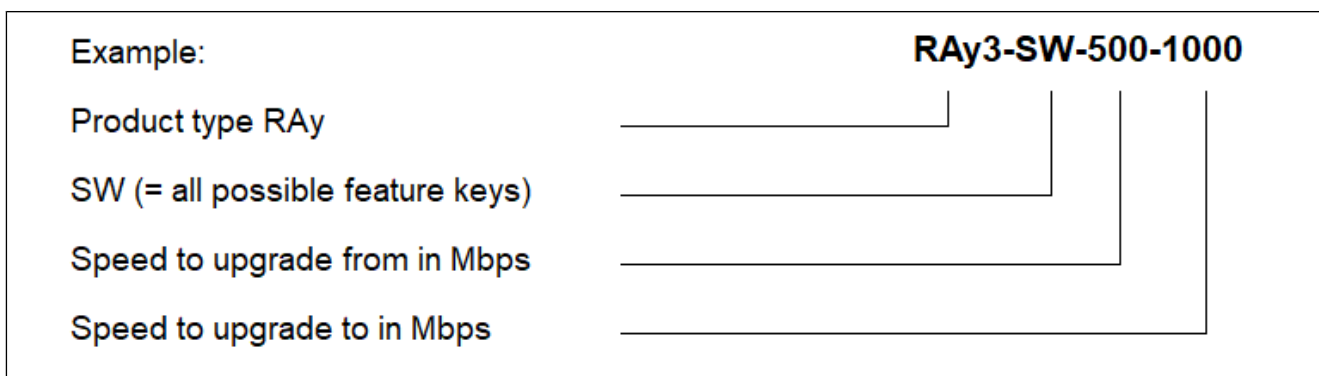 Example: RAy3-SW-500-1000
Product type RAy
SW (= all possible feature keys)
Speed to upgrade from in Mbps
Speed to upgrade to in Mbps